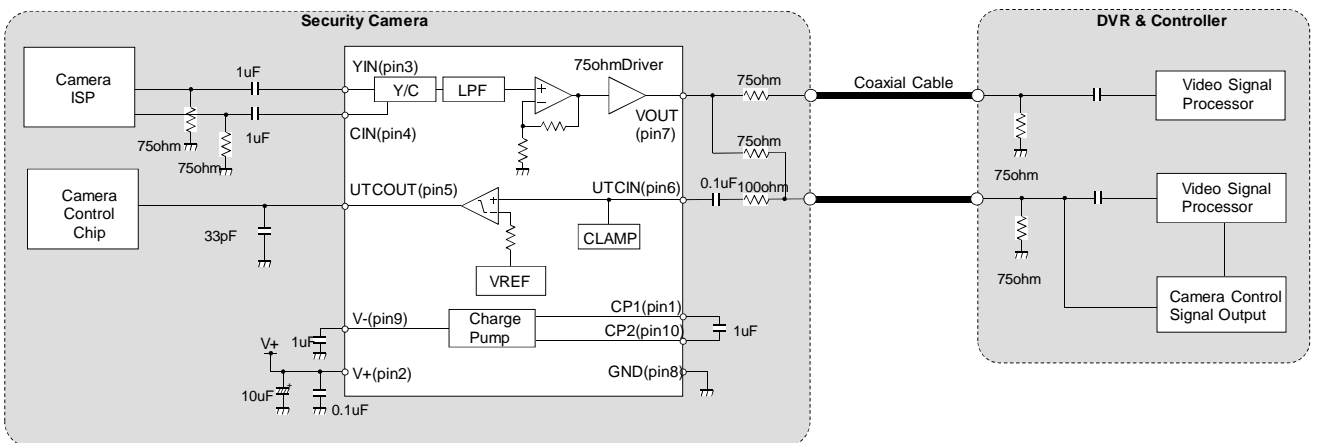 Security Camera
DVR & Controller
Camera
ISP
1uF
1uF
75ohm
75ohm
YIN(pin3)
CIN(pin4)
Y/C
LPF
75ohmDriver
VOUT
(pin7)
75ohm
75ohm
Coaxial Cable
75ohm
Video Signal
Processor
Camera
Control
Chip
33pF
UTCOUT(pin5)
UTCIN(pin6)
0.1uF
100ohm
CLAMP
VREF
75ohm
Video Signal
Processor
Camera Control
Signal Output
V-(pin9)
1uF
Charge
Pump
CP1(pin1)
CP2(pin10)
1uF
V+
V+(pin2)
10uF
+
0.1uF
GND(pin8)
+
-
+
-